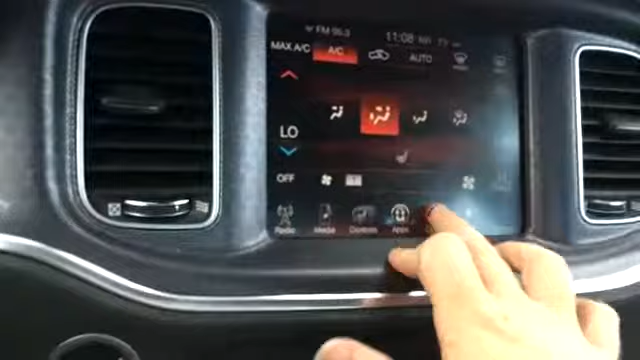 FM 96.3 11:08
MAX A/C A/C AUTO
LO
OFF
Radio Media Controls Apps